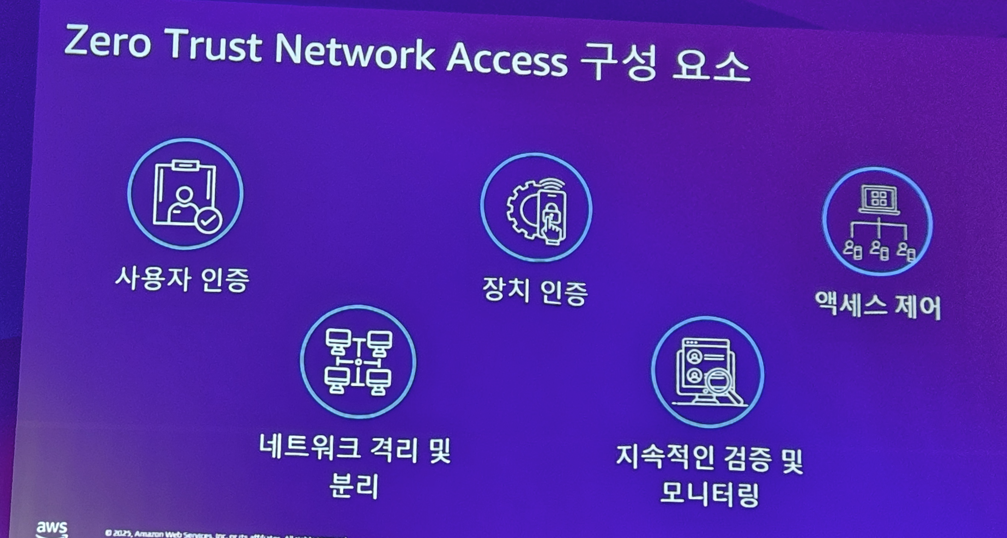 Zero Trust Network Access 구성 요소
사용자 인증
장치 인증
액세스 제어
네트워크 격리 및
분리
지속적인 검증 및
모니터링
aws
© 2025, Amazon Web Services, Inc.